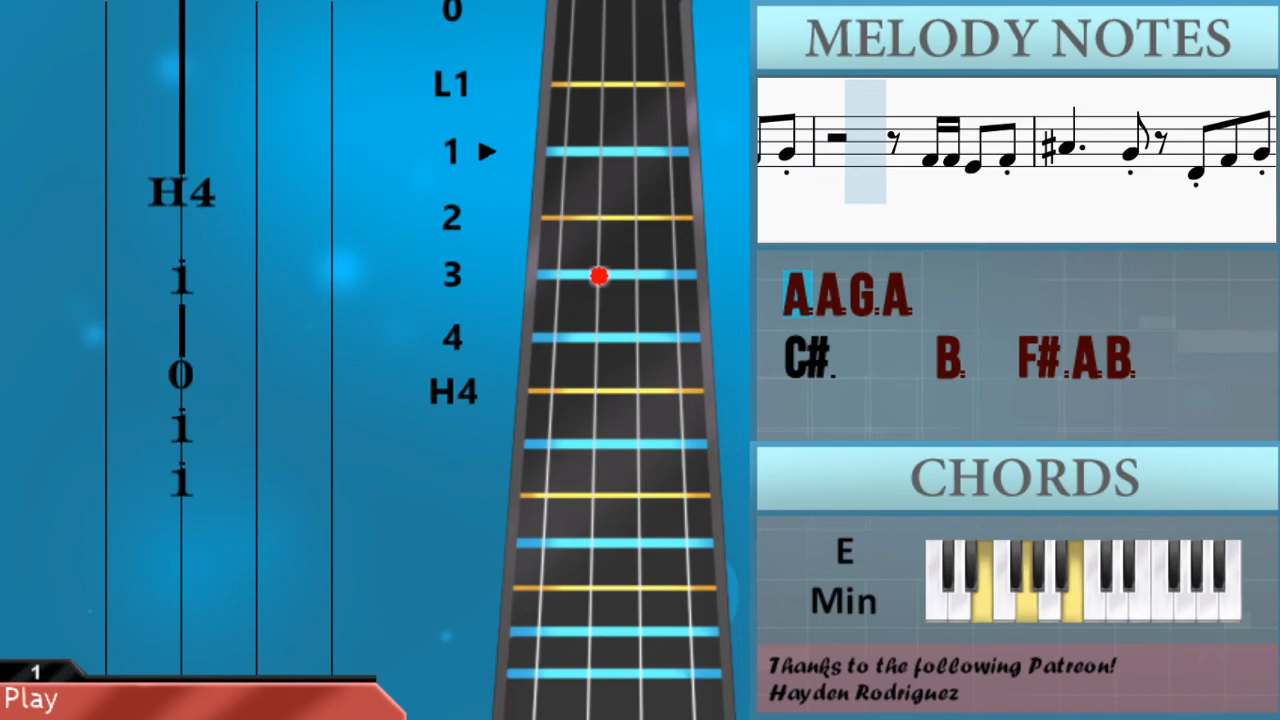 0
L1
1
2
3
4
H4
H4
i
0
i
i
1
Play
MELODY NOTES
A.A.G.A
C#. B. F#.A.B.
CHORDS
E
Min
Thanks to the following Patreon!
Hayden Rodriguez